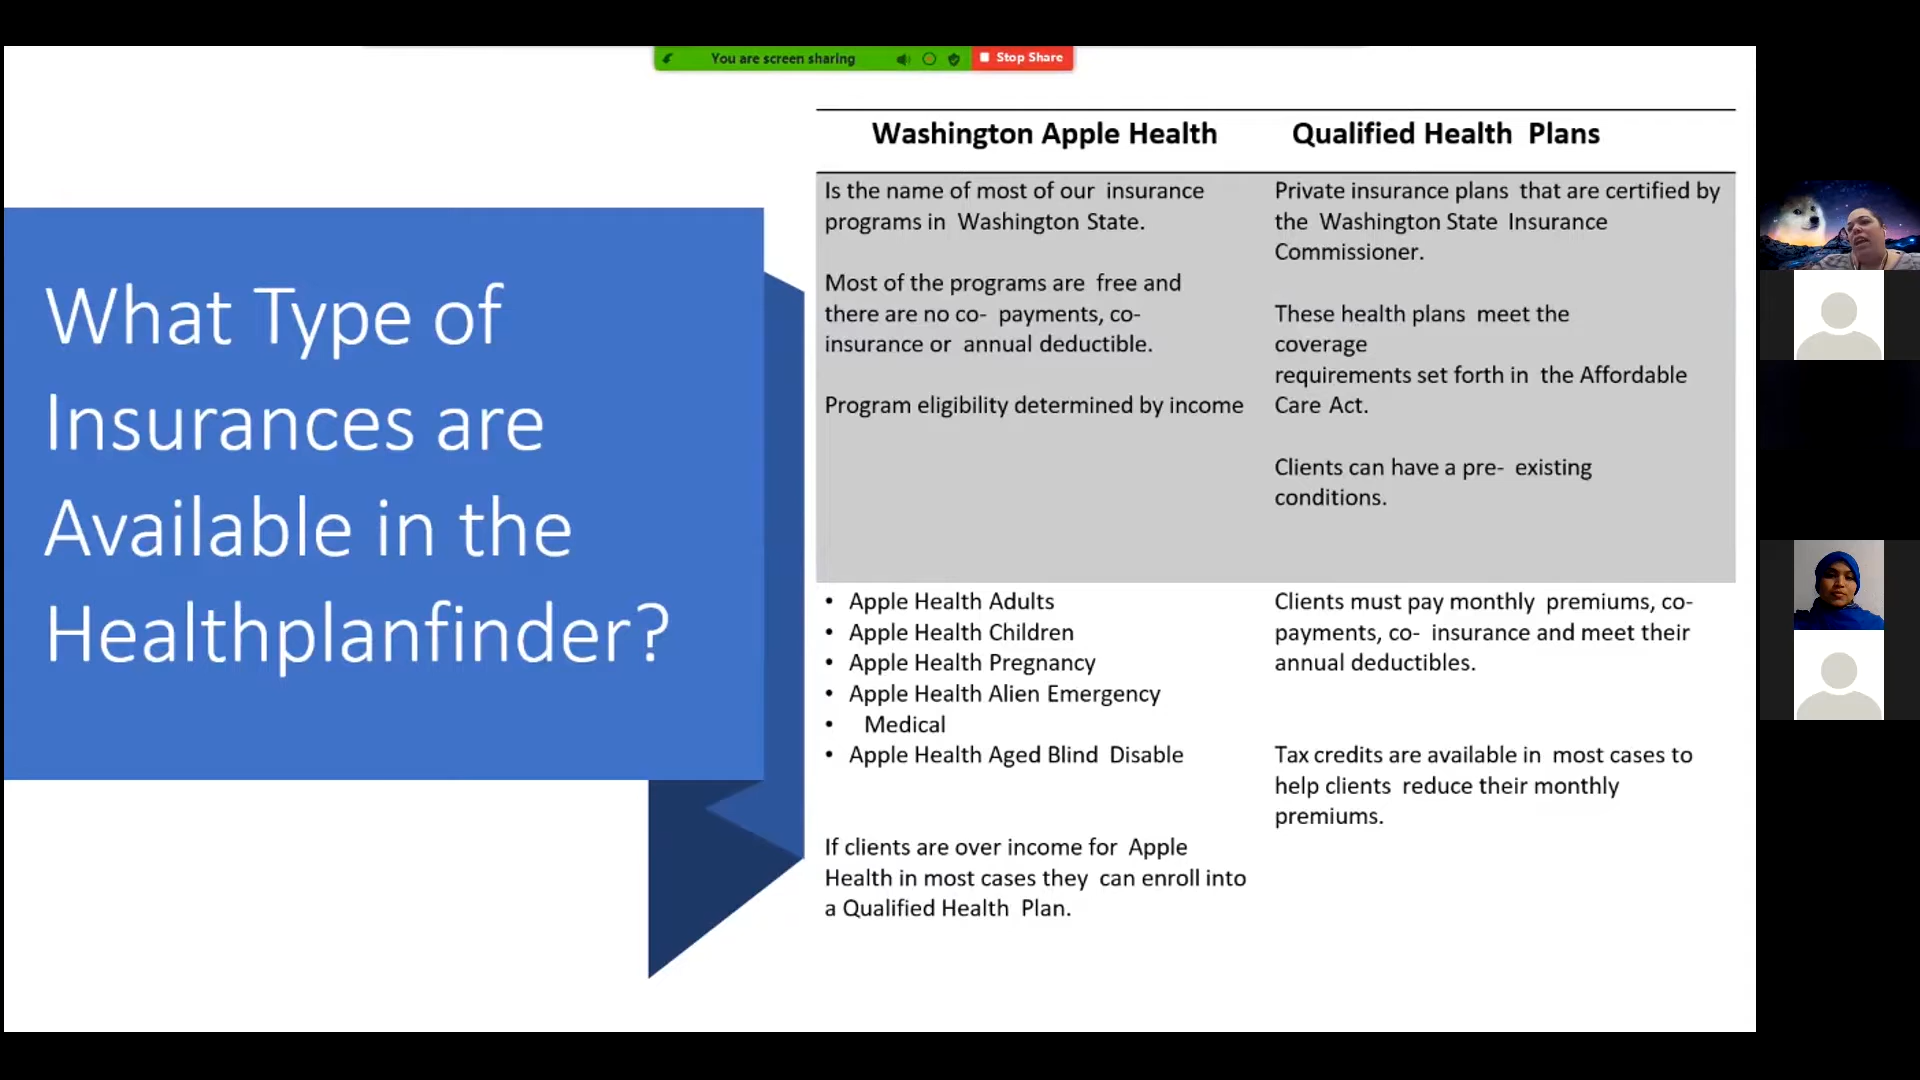 You are screen sharing
Stop Share
What Type of
Insurances are
Available in the
Healthplanfinder?
Washington Apple Health
Qualified Health Plans
Is the name of most of our insurance
programs in Washington State.
Most of the programs are free and
there are no co- payments, co-
insurance or annual deductible.
Program eligibility determined by income
Private insurance plans that are certified by
the Washington State Insurance
Commissioner.
These health plans meet the
coverage
requirements set forth in the Affordable
Care Act.
Clients can have a pre- existing
conditions.
• Apple Health Adults
• Apple Health Children
• Apple Health Pregnancy
• Apple Health Alien Emergency
• Medical
• Apple Health Aged Blind Disable
If clients are over income for Apple
Health in most cases they can enroll into
a Qualified Health Plan.
Clients must pay monthly premiums, co-
payments, co- insurance and meet their
annual deductibles.
Tax credits are available in most cases to
help clients reduce their monthly
premiums.